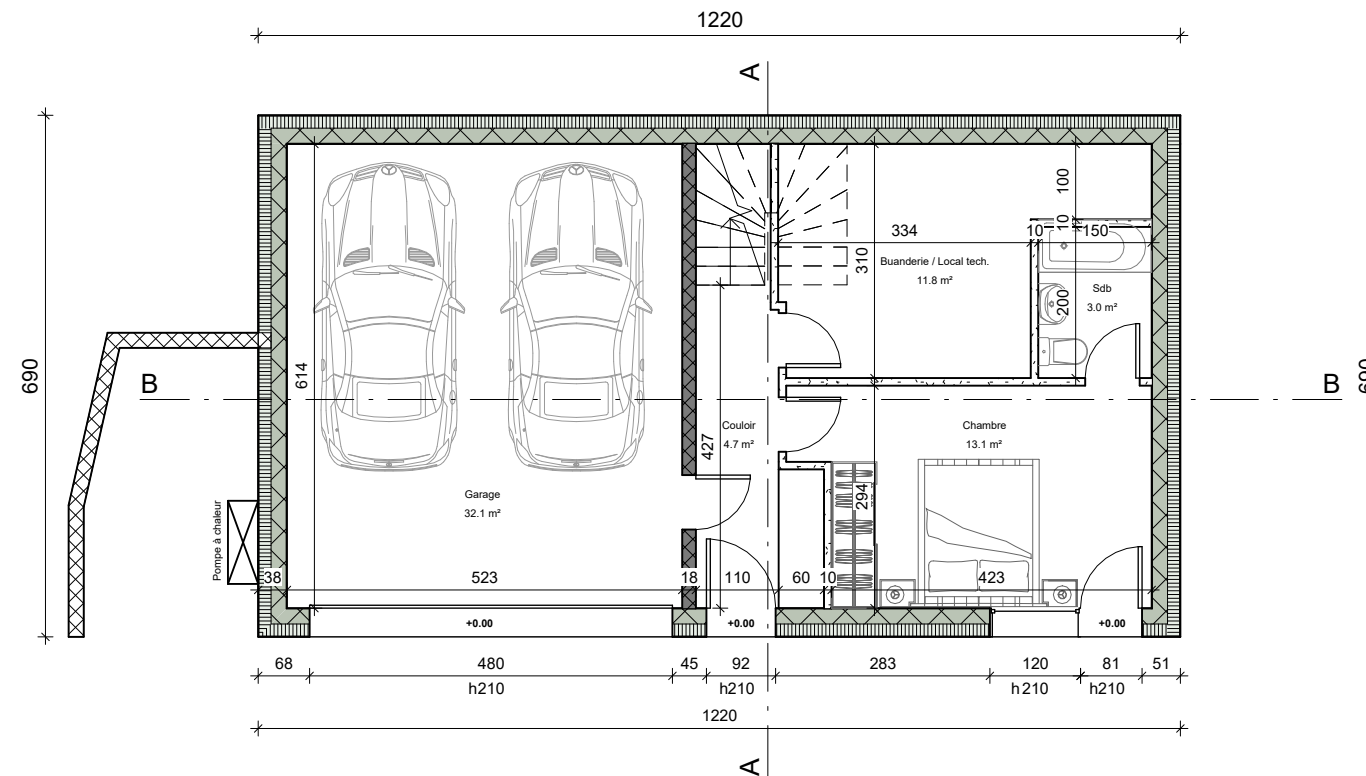 1220
A
100
10
334
10
150
310
Buanderie / Local tech.
11.8 m²
Sdb
3.0 m²
200
690
614
B
B
690
Couloir
4.7 m²
427
Chambre
13.1 m²
Garage
32.1 m²
294
Pompe à chaleur
38
523
18
110
60
10
423
+0.00
+0.00
+0.00
68
480
45
92
283
120
81
51
h210
h210
h210
h210
1220
A